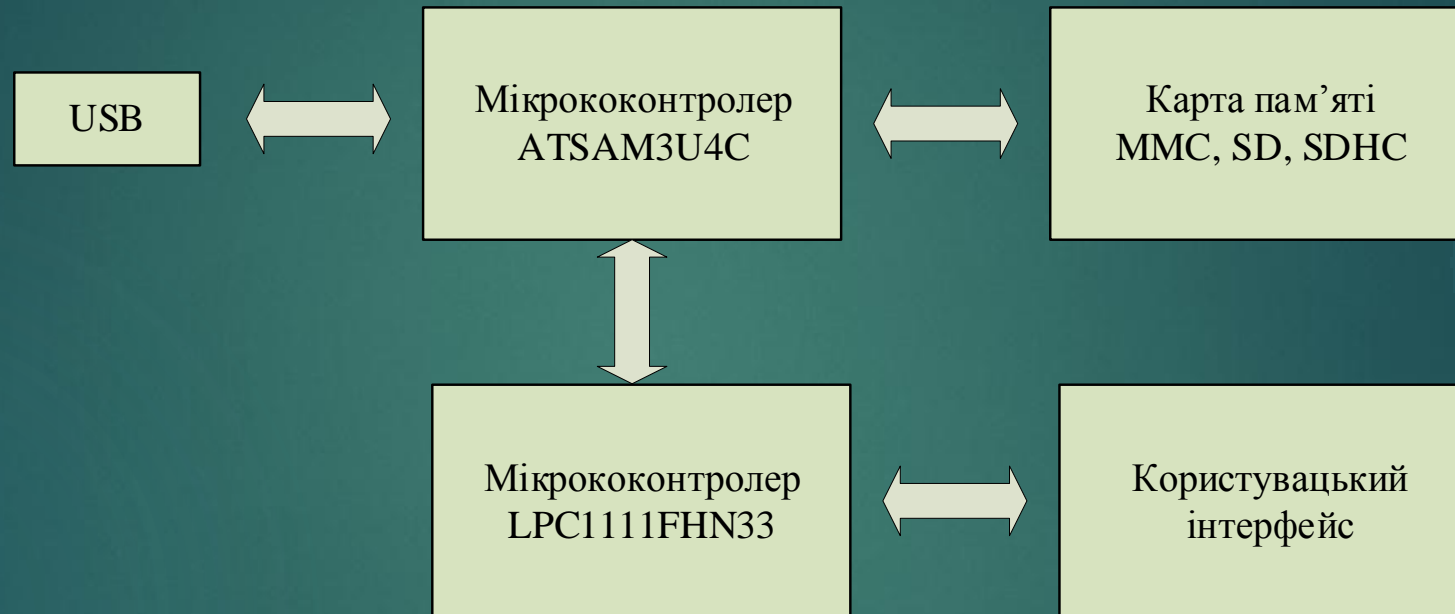 USB
Мікрококонтролер
ATSAM3U4C
Карта пам’яті
MMC, SD, SDHC
Мікрококонтролер
LPC1111FHN33
Користувацький
інтерфейс